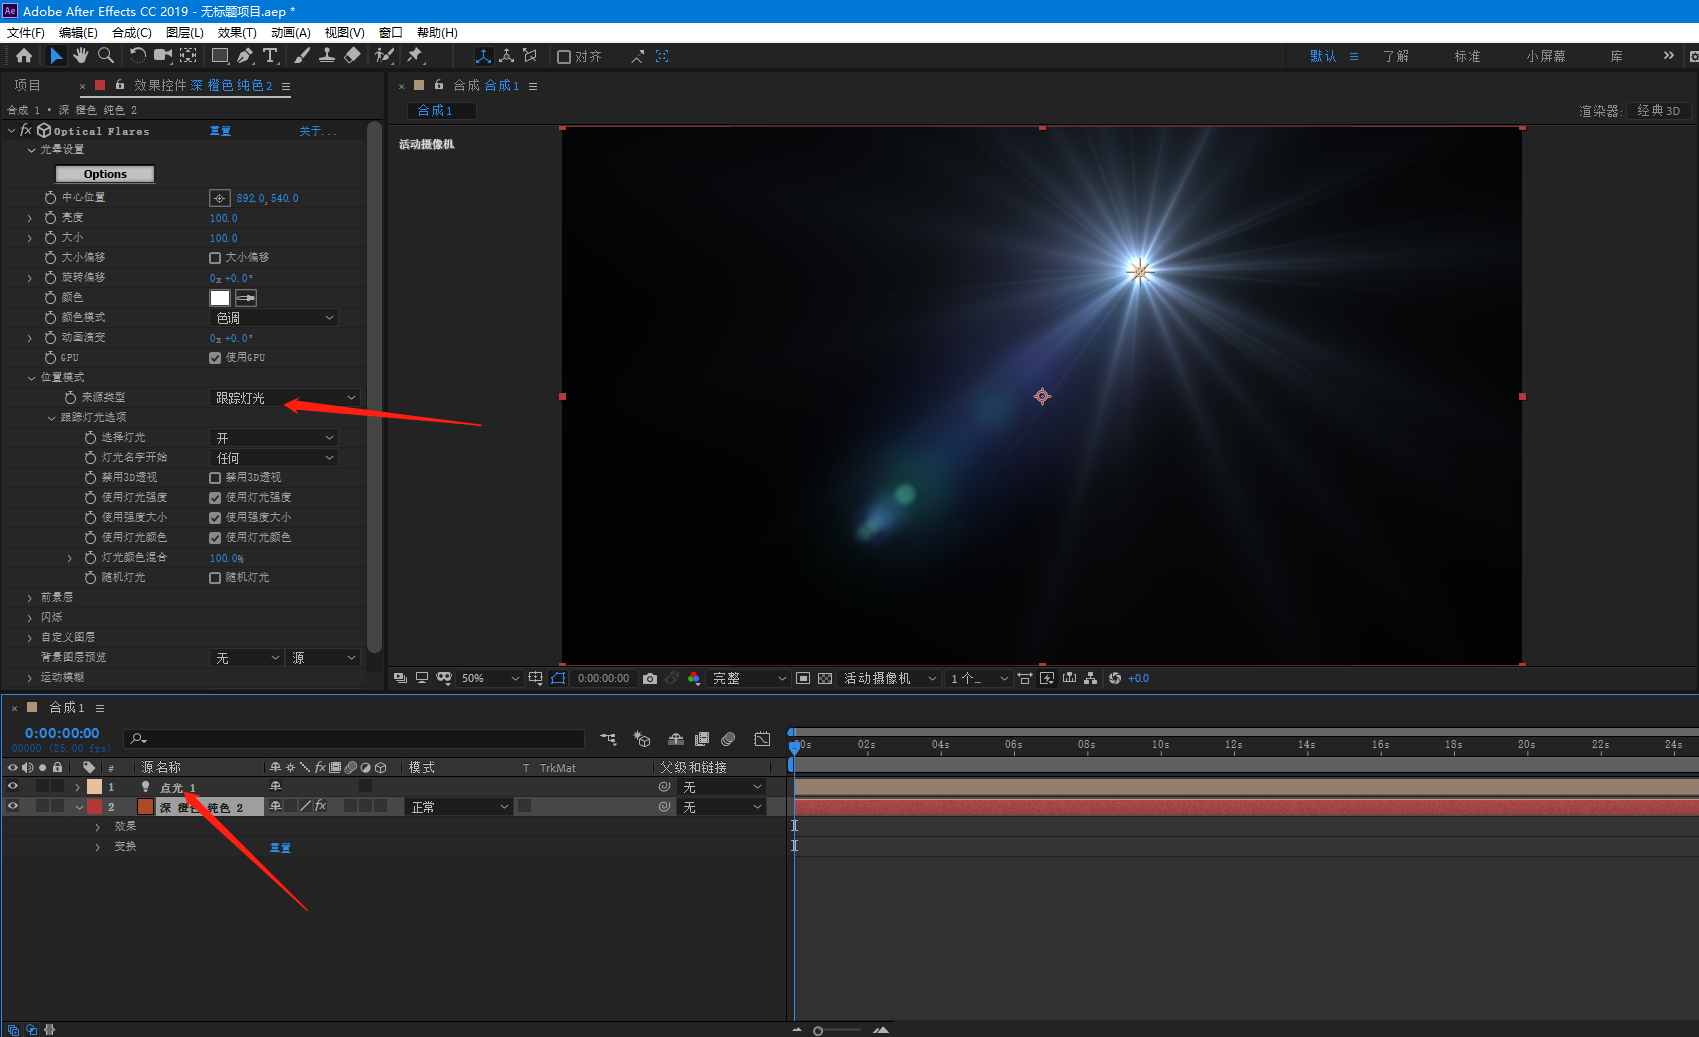 Ae Adobe After Effects CC 2019 - 无标题项目.aep *
文件(F) 编辑(E) 合成(C) 图层(L) 效果(T) 动画(A) 视图(V) 窗口 帮助(H)
对齐 默认 了解 标准 小屏幕 库 »
项目 × 效果控件 深 橙色 纯色 2
× 合成 合成 1
合成 1 • 深 橙色 纯色 2
合成 1
渲染器: 经典 3D
活动摄像机
fx Optical Flares 重置 关于...
光晕设置
Options
中心位置 892.0, 540.0
亮度 100.0
大小 100.0
大小偏移 大小偏移
旋转偏移 0x +0.0°
颜色
颜色模式 色调
动画演变 0x +0.0°
GPU 使用GPU
位置模式
来源类型 跟踪灯光
跟踪灯光选项
选择灯光 开
灯光名字开始 任何
禁用3D透视 禁用3D透视
使用灯光强度 使用灯光强度
使用强度大小 使用强度大小
使用灯光颜色 使用灯光颜色
灯光颜色混合 100.0%
随机灯光 随机灯光
前景层
闪烁
自定义图层
背景图层预览 无 源
运动模糊
50% 0:00:00:00 完整 活动摄像机 1 个... +0.0
× 合成 1
0:00:00:00
00000 (25.00 fps)
00s 02s 04s 06s 08s 10s 12s 14s 16s 18s 20s 22s 24s
# 源名称 fx 模式 T TrkMat 父级和链接
1 点光 1 无
2 深 橙色 纯色 2 fx 正常 无
效果
变换 重置